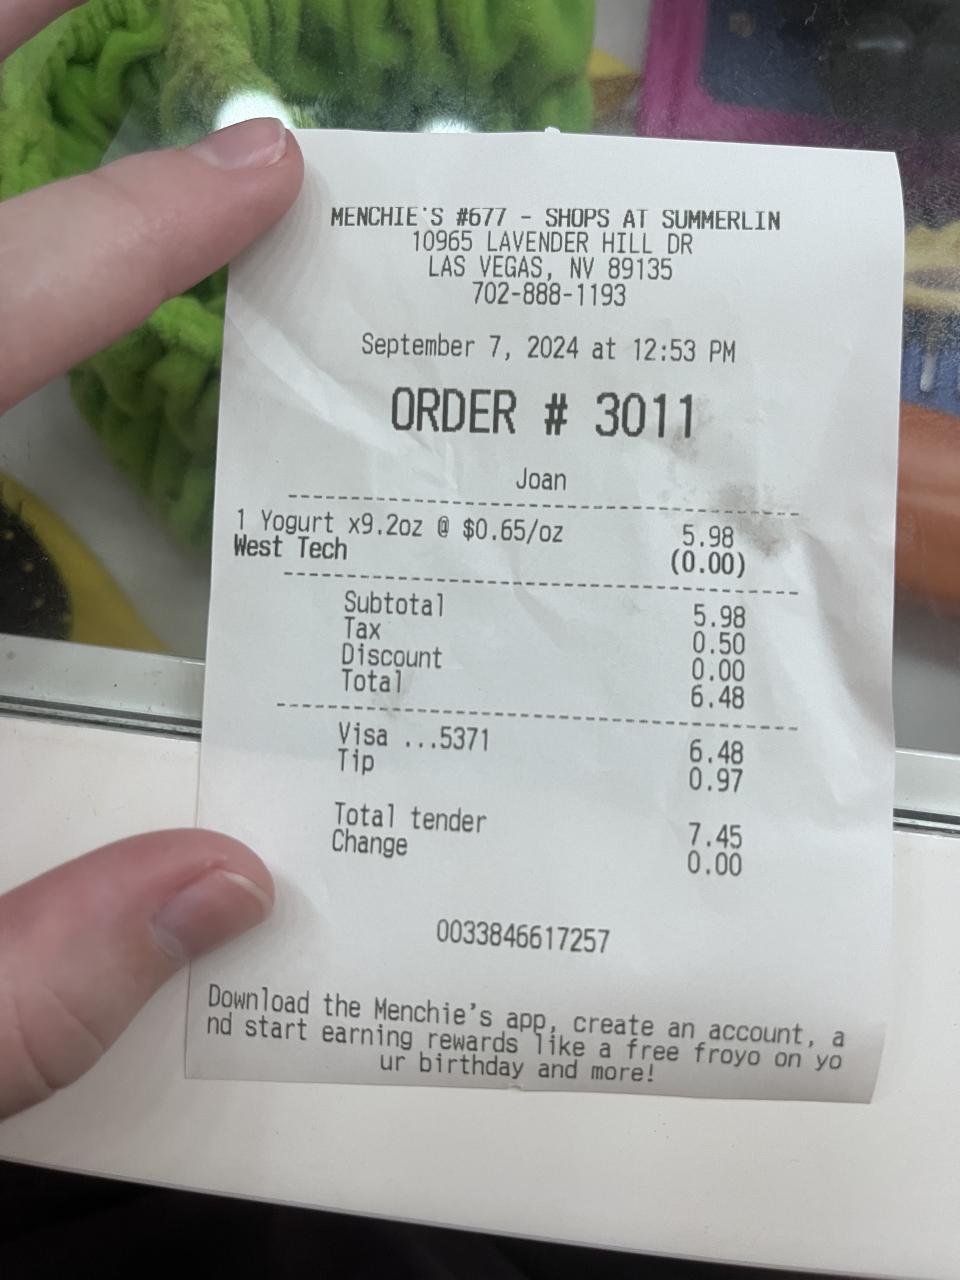 MENCHIE'S #677 - SHOPS AT SUMMERLIN
10965 LAVENDER HILL DR
LAS VEGAS, NV 89135
702-888-1193
September 7, 2024 at 12:53 PM
ORDER # 3011
Joan
1 Yogurt x9.2oz @ $0.65/oz 5.98
West Tech (0.00)
Subtotal 5.98
Tax 0.50
Discount 0.00
Total 6.48
Visa ...5371 6.48
Tip 0.97
Total tender 7.45
Change 0.00
0033846617257
Download the Menchie's app, create an account, a
nd start earning rewards like a free froyo on yo
ur birthday and more!